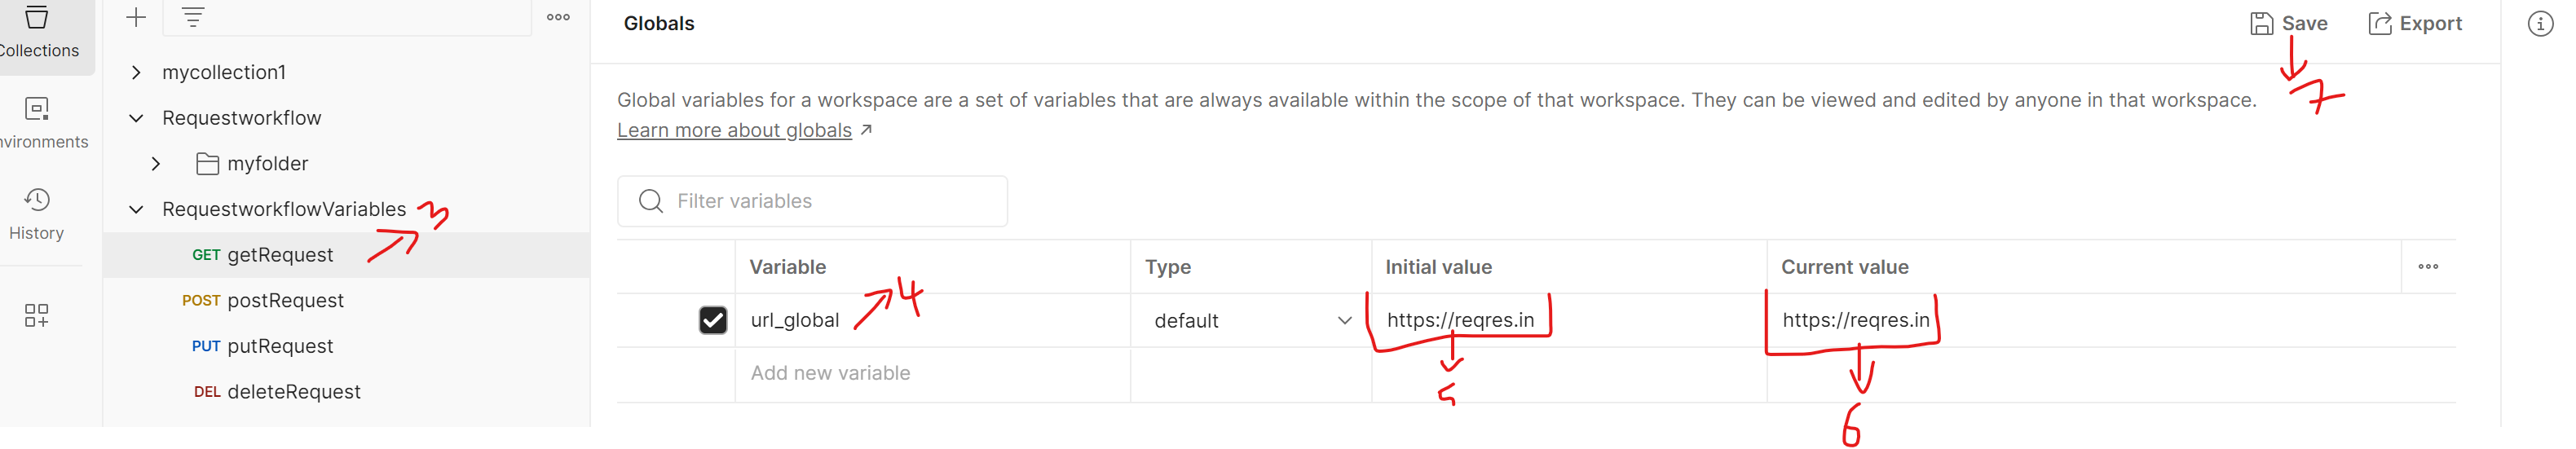 Collections
nvironments
History
mycollection1
Requestworkflow
myfolder
RequestworkflowVariables 3
GET getRequest
POST postRequest
PUT putRequest
DEL deleteRequest
Globals
Save
Export
7
Global variables for a workspace are a set of variables that are always available within the scope of that workspace. They can be viewed and edited by anyone in that workspace.
Learn more about globals ↗
Filter variables
Variable Type Initial value Current value
4
url_global default https://reqres.in https://reqres.in
Add new variable
5
6